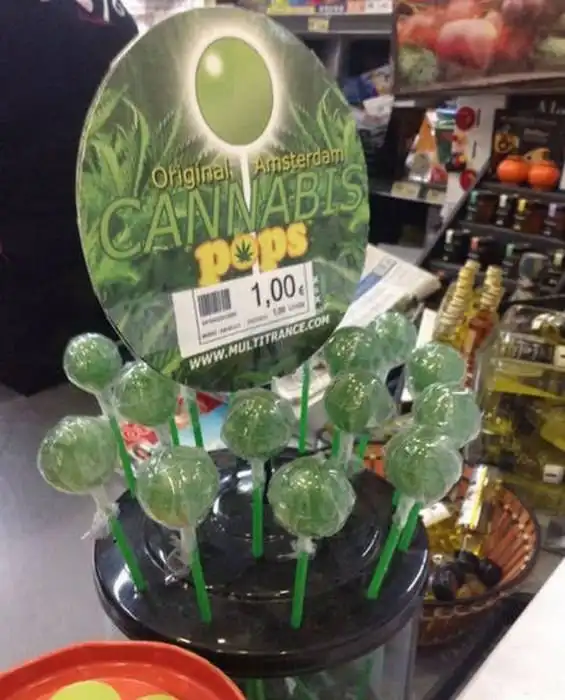 Original Amsterdam
CANNABIS
pops
1,00 €
WWW.MULTITRANCE.COM